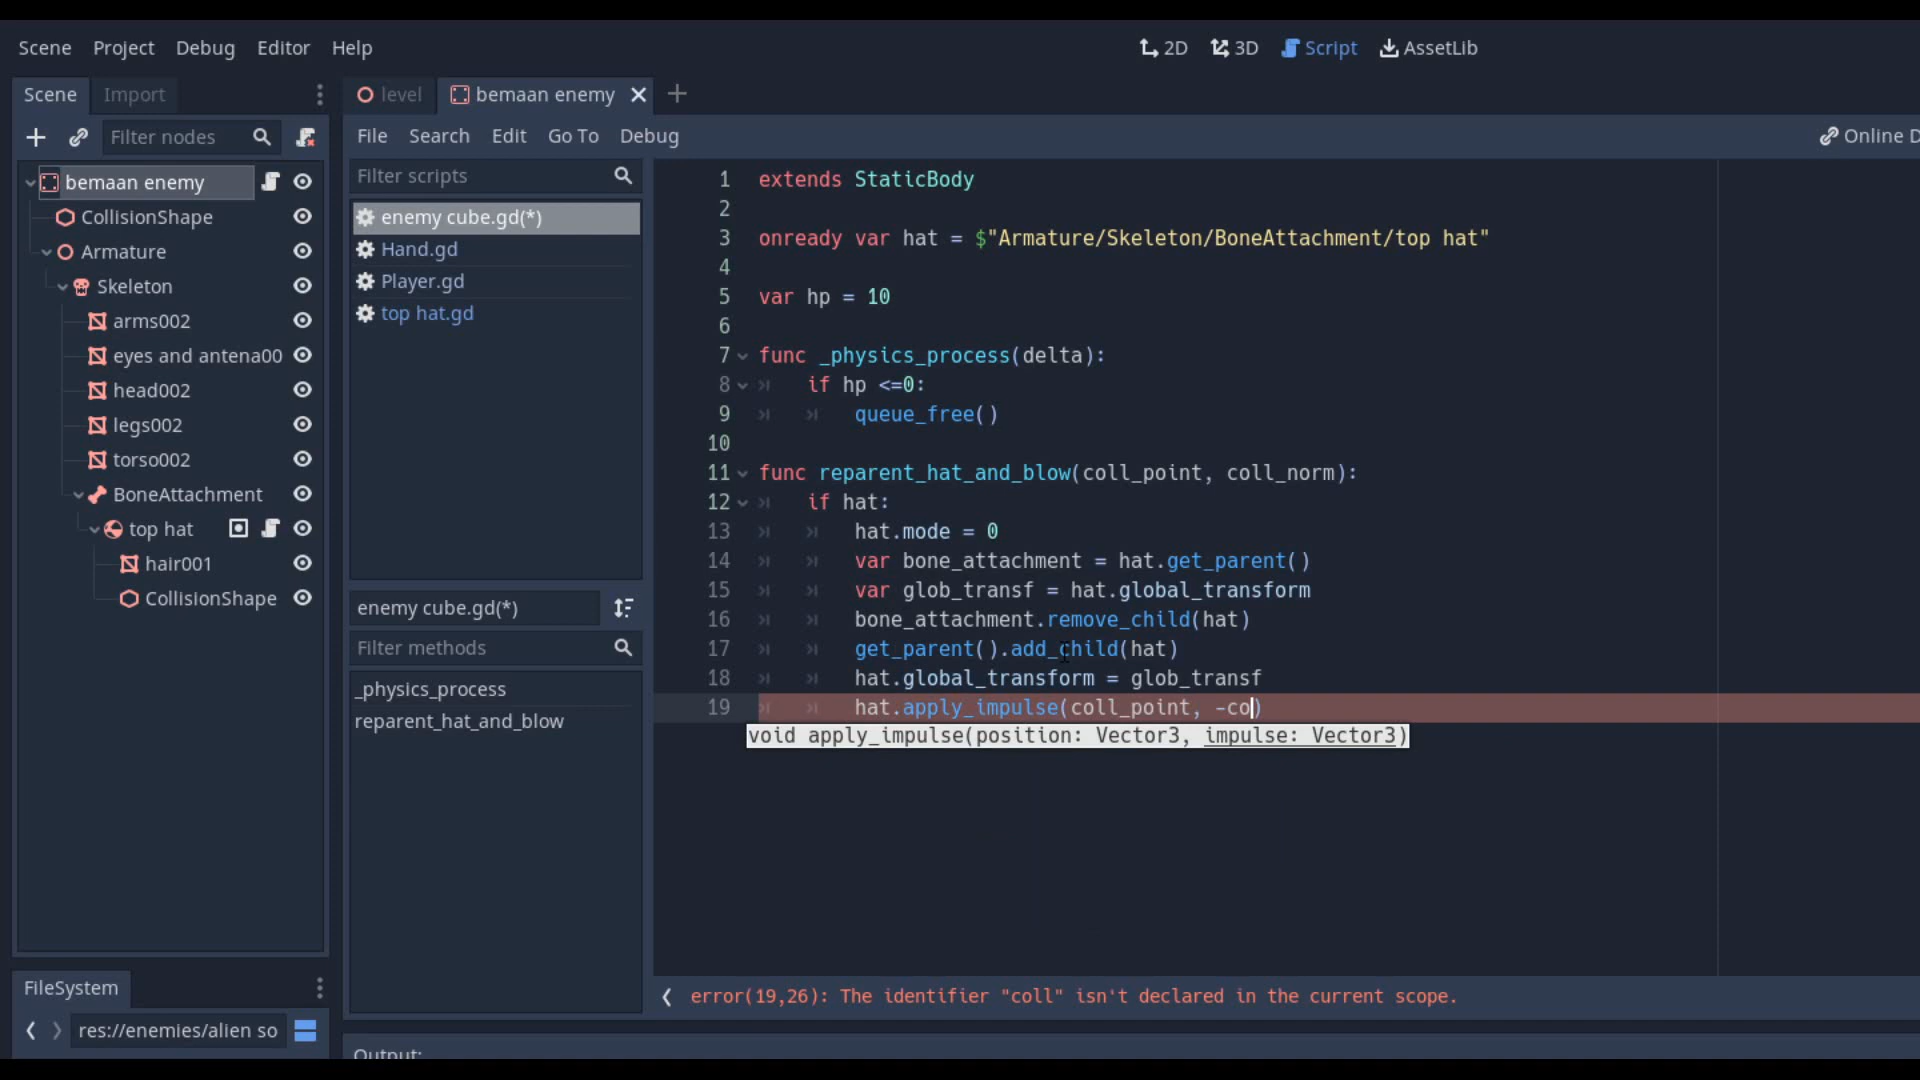 Scene Project Debug Editor Help
2D 3D Script AssetLib
Scene Import
level bemaan enemy
Filter nodes
File Search Edit Go To Debug
Online D
bemaan enemy
CollisionShape
Armature
Skeleton
arms002
eyes and antena00
head002
legs002
torso002
BoneAttachment
top hat
hair001
CollisionShape
FileSystem
res://enemies/alien so
Filter scripts
enemy cube.gd(*)
Hand.gd
Player.gd
top hat.gd
enemy cube.gd(*)
Filter methods
_physics_process
reparent_hat_and_blow
1 extends StaticBody
2
3 onready var hat = $"Armature/Skeleton/BoneAttachment/top hat"
4
5 var hp = 10
6
7 func _physics_process(delta):
8 if hp <=0:
9 queue_free()
10
11 func reparent_hat_and_blow(coll_point, coll_norm):
12 if hat:
13 hat.mode = 0
14 var bone_attachment = hat.get_parent()
15 var glob_transf = hat.global_transform
16 bone_attachment.remove_child(hat)
17 get_parent().add_child(hat)
18 hat.global_transform = glob_transf
19 hat.apply_impulse(coll_point, -co)
void apply_impulse(position: Vector3, impulse: Vector3)
error(19,26): The identifier "coll" isn't declared in the current scope.
Output: